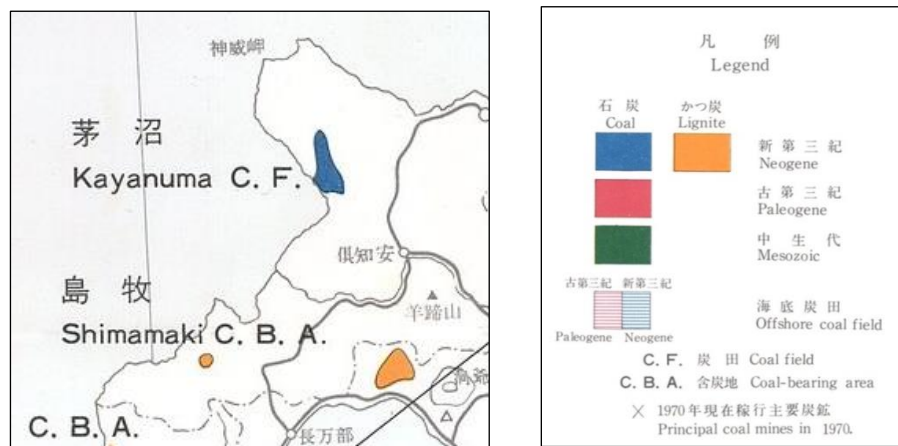 神威岬
茅沼
Kayanuma C. F.
倶知安
島牧
羊蹄山
Shimamaki C. B. A.
C. B. A.
長万部
凡例
Legend
石炭 かつ炭
Coal Lignite
新第三紀
Neogene
古第三紀
Paleogene
中生代
Mesozoic
古第三紀 新第三紀
海底炭田
Offshore coal field
Paleogene Neogene
C. F. 炭田 Coal field
C. B. A. 含炭地 Coal-bearing area
× 1970年現在稼行主要炭鉱
Principal coal mines in 1970.